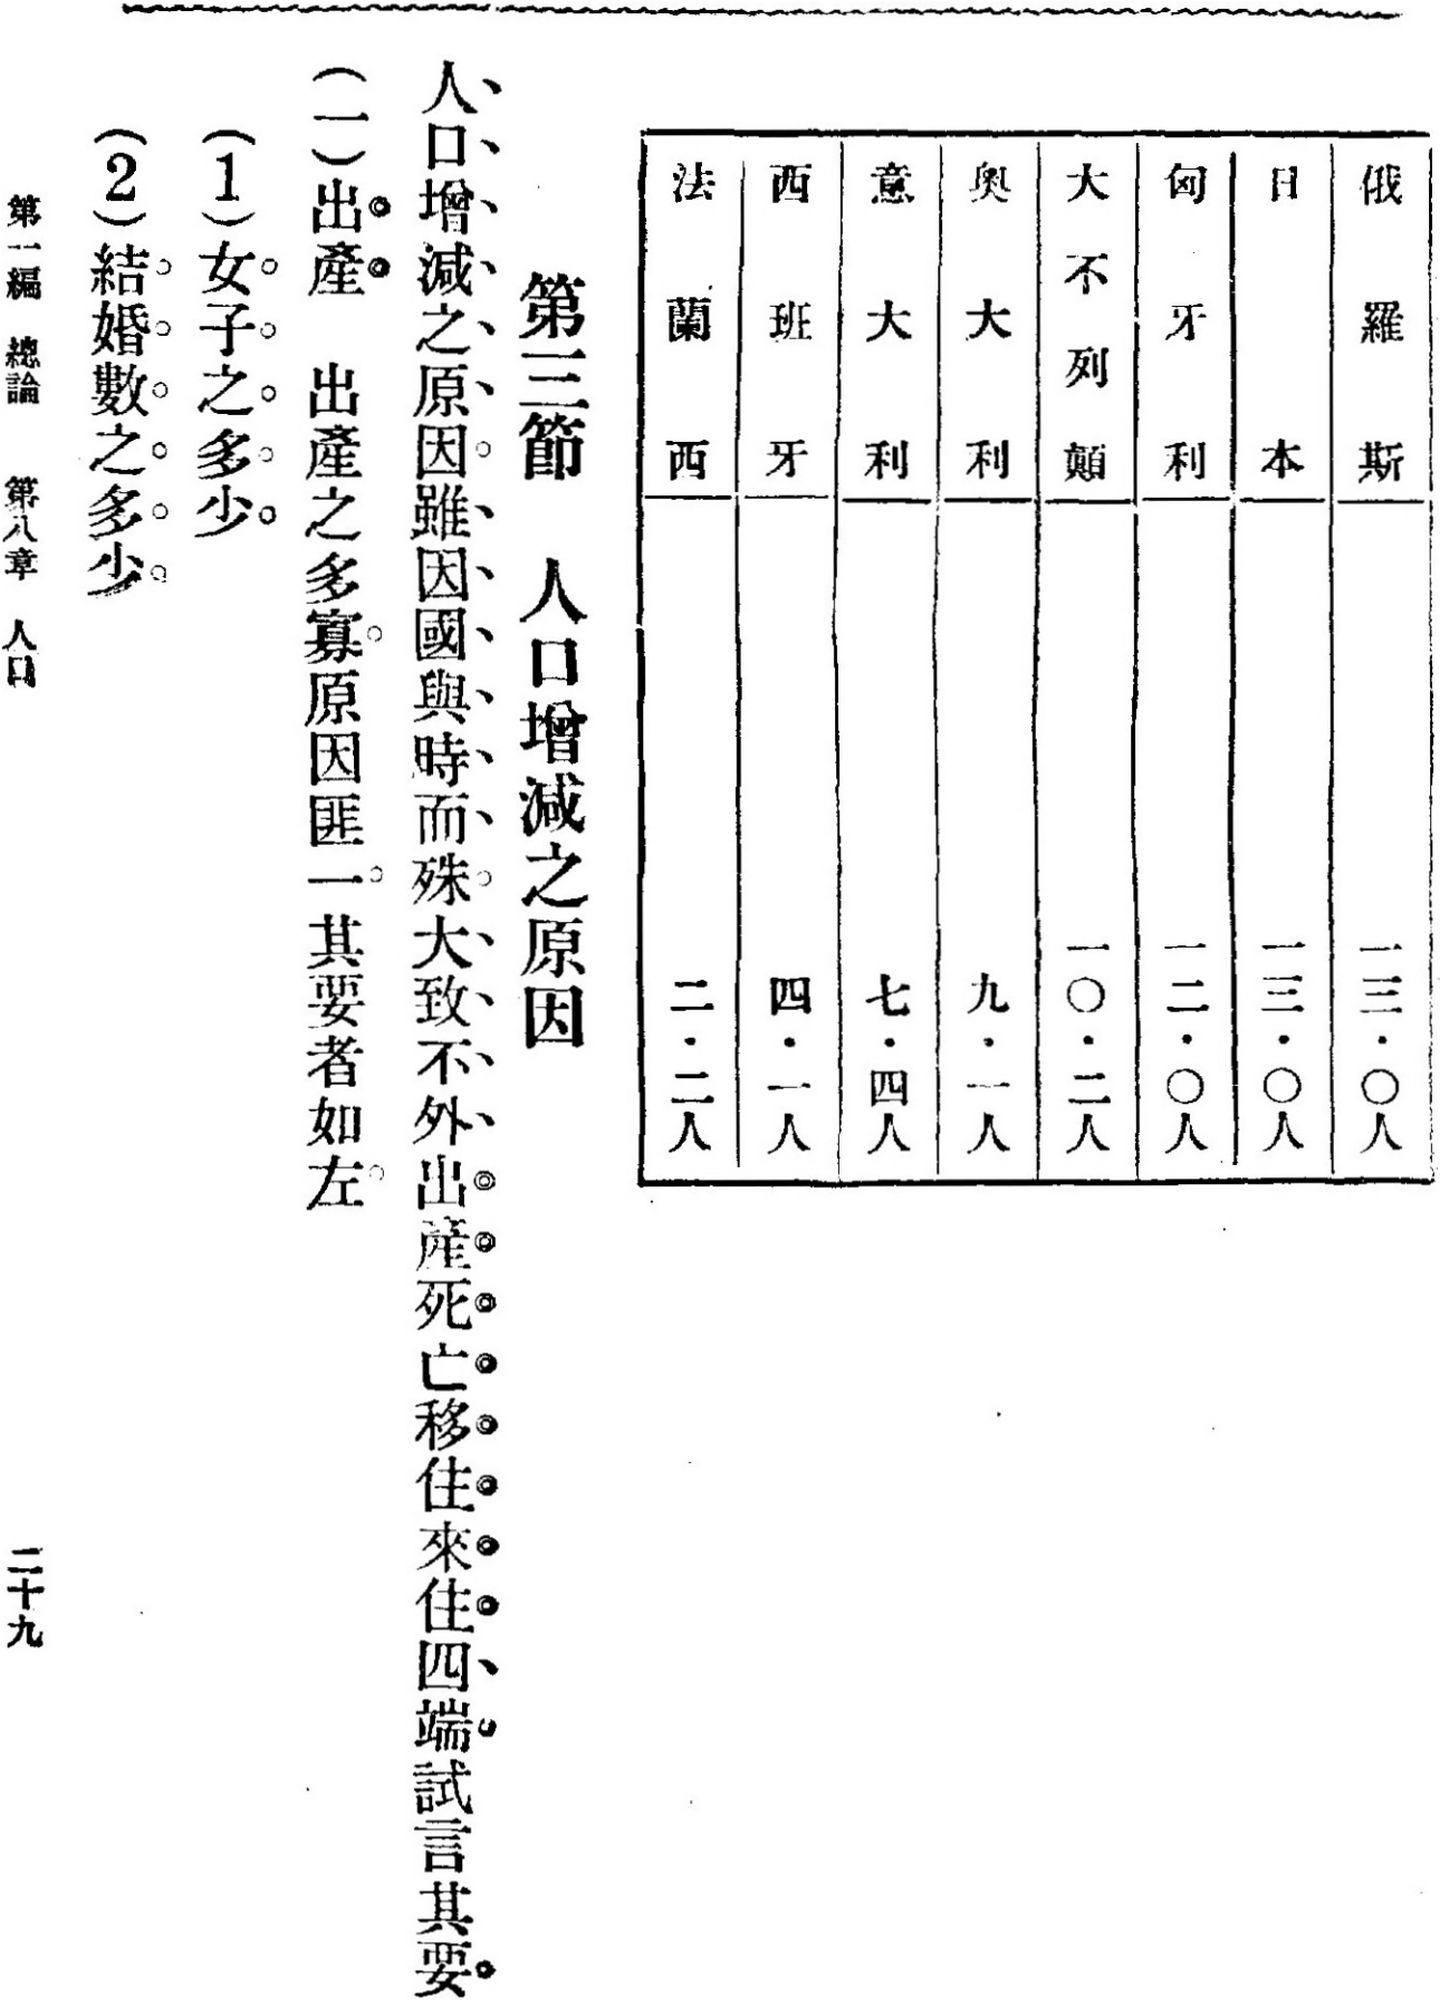 俄羅斯 一三・〇人
日本 一三・〇人
匈牙利 一二・〇人
大不列顛 一〇・二人
奥大利 九・一人
意大利 七・四人
西班牙 四・一人
法蘭西 二・二人
第三節 人口增減之原因
人口增減之原因雖因國與時而殊大致不外出產死亡移住來住四端試言其要
(一)出產 出產之多寡原因匪一其要者如左
(1)女子之多少
(2)結婚數之多少
第一編 總論 第八章 人口 二十九